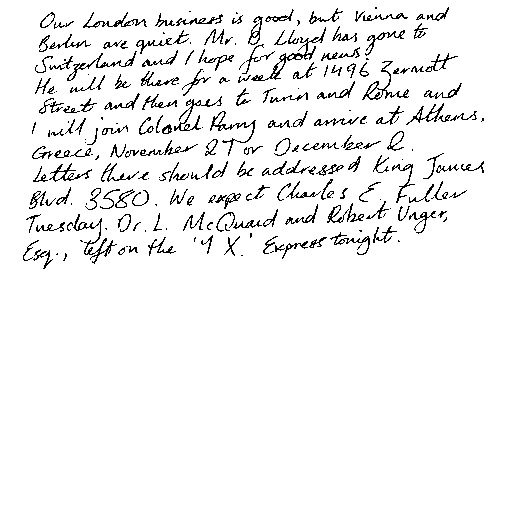 Our London business is good, but Vienna and
Berlin are quiet. Mr. D. Lloyd has gone to
Switzerland and I hope for good news.
He will be there for a week at 1496 Zermott
Street and then goes to Turin and Rome and
I will join Colonel Parry and arrive at Athens,
Greece, November 27 or December 2.
Letters there should be addressed King James
Blvd. 3580. We expect Charles E. Fuller
Tuesday. Dr. L. McQuaid and Robert Unger,
Esq., left on the 'Y X.' Express tonight.